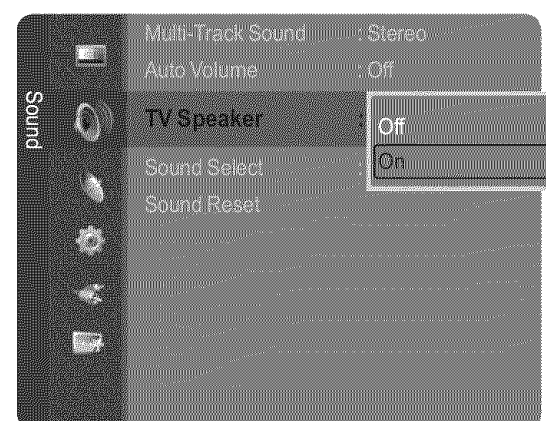 Sound
Multi-Track Sound : Stereo
Auto Volume : Off
TV Speaker : Off
On
Sound Select :
Sound Reset